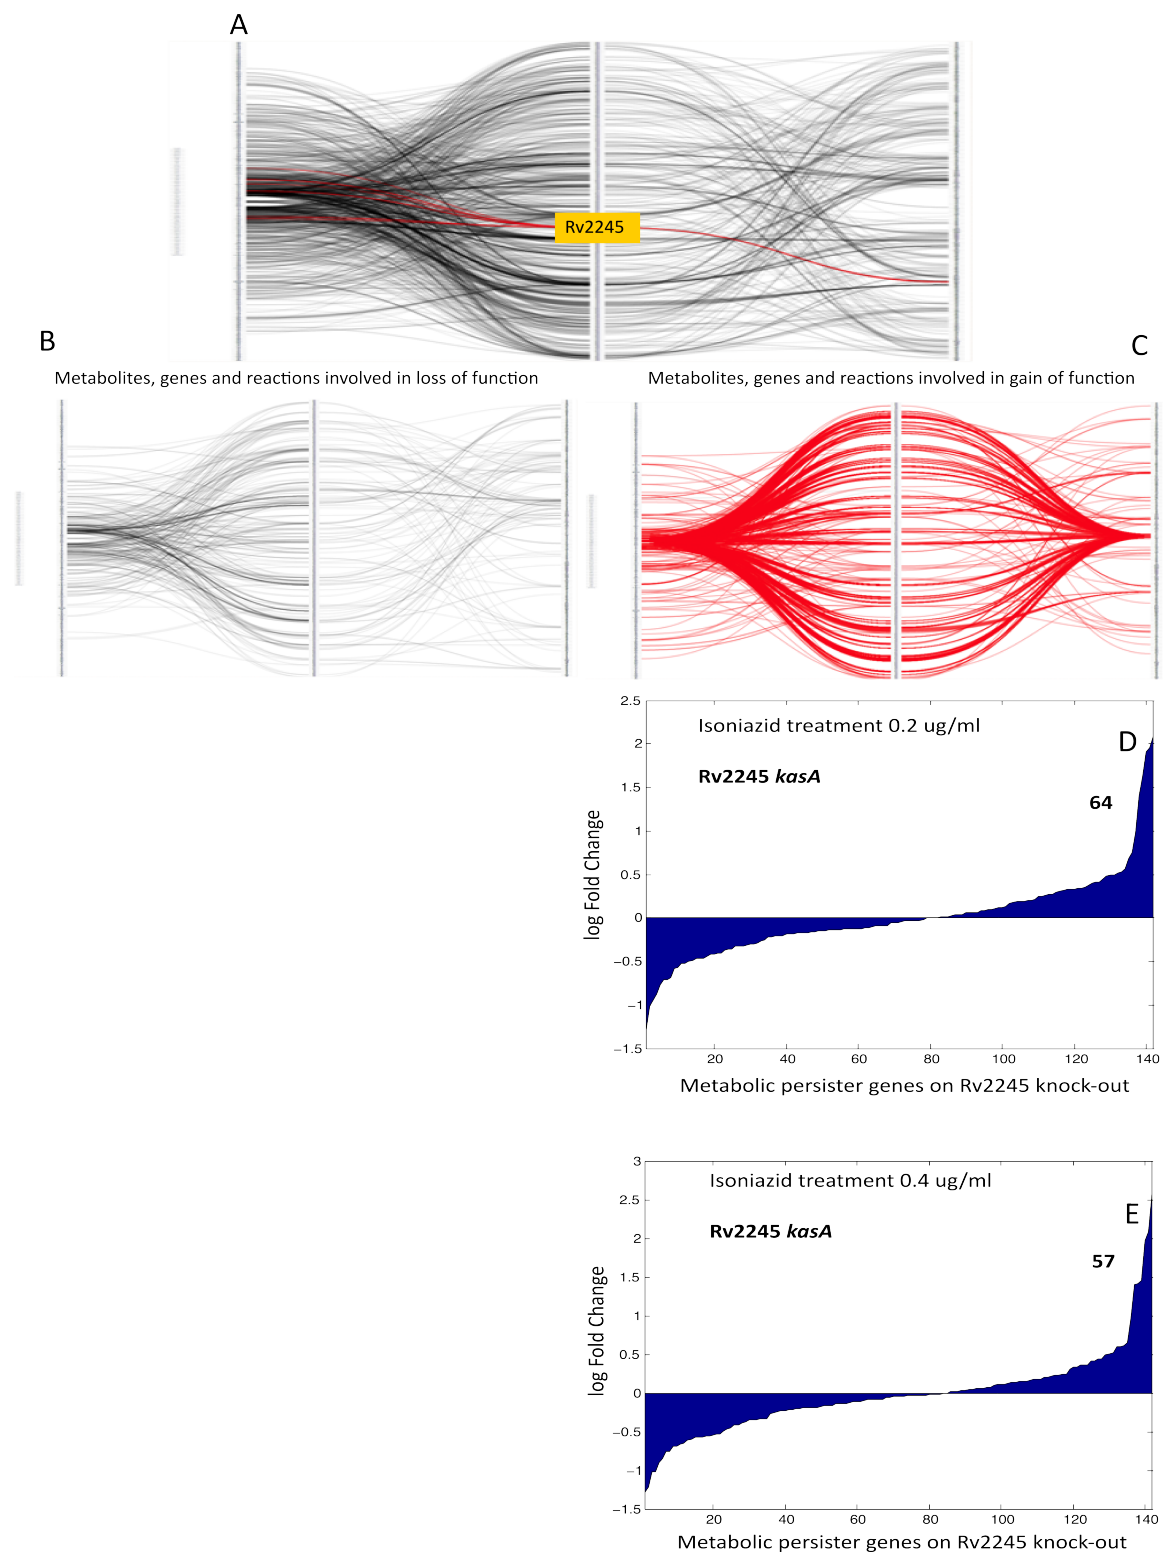 A
Rv2245
B
C
Metabolites, genes and reactions involved in loss of function
Metabolites, genes and reactions involved in gain of function
2.5
2
1.5
1
0.5
0
−0.5
−1
−1.5
log Fold Change
Isoniazid treatment 0.2 ug/ml
D
Rv2245 kasA
64
20 40 60 80 100 120 140
Metabolic persister genes on Rv2245 knock-out
3
2.5
2
1.5
1
0.5
0
−0.5
−1
−1.5
log Fold Change
Isoniazid treatment 0.4 ug/ml
E
Rv2245 kasA
57
20 40 60 80 100 120 140
Metabolic persister genes on Rv2245 knock-out